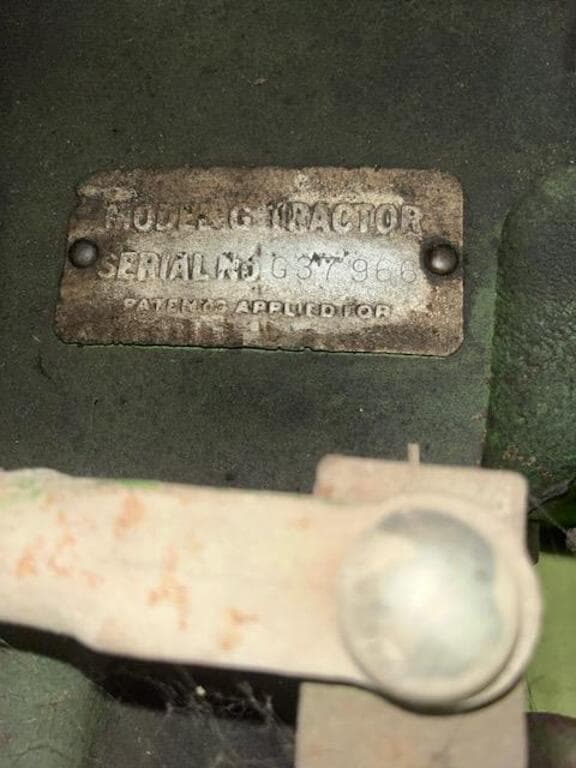 MODEL G TRACTOR
SERIAL NO G37966
PATENTS APPLIED FOR